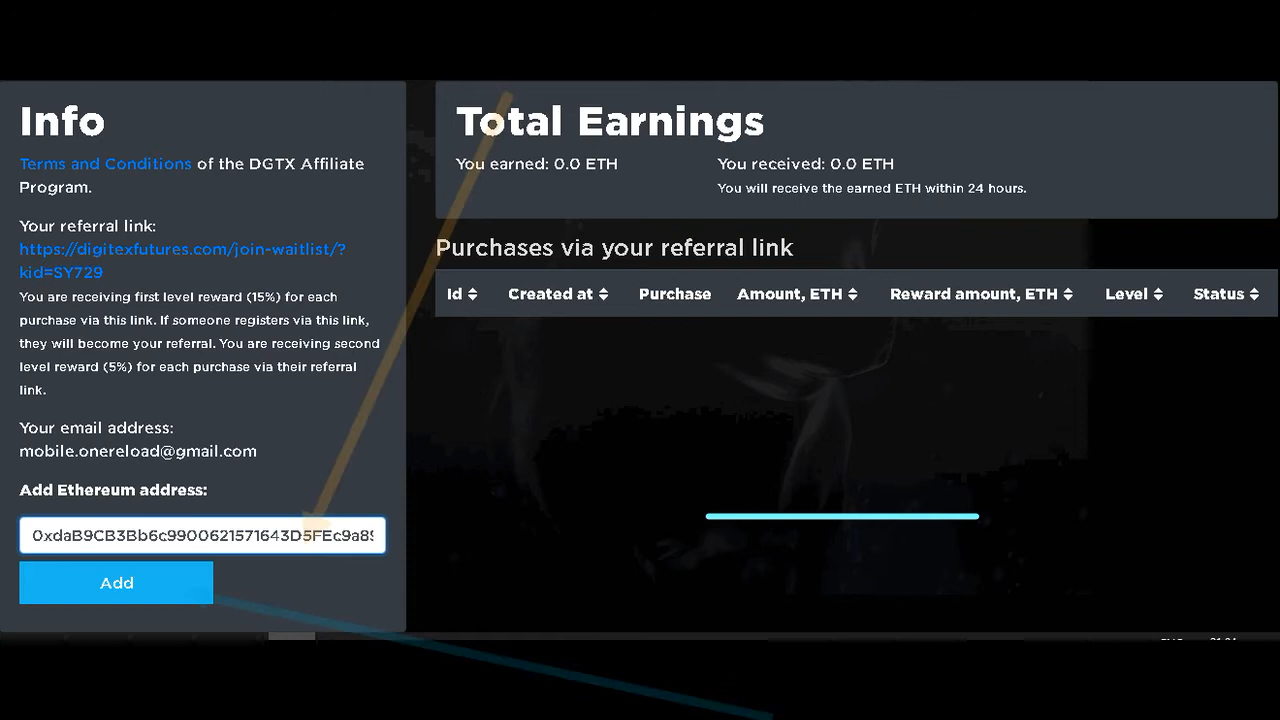 Info
Terms and Conditions of the DGTX Affiliate
Program.
Your referral link:
https://digitexfutures.com/join-waitlist/?
kid=SY729
You are receiving first level reward (15%) for each
purchase via this link. If someone registers via this link,
they will become your referral. You are receiving second
level reward (5%) for each purchase via their referral
link.
Your email address:
mobile.onereload@gmail.com
Add Ethereum address:
0xdaB9CB3Bb6c9900621571643D5FEc9a89
Add
Total Earnings
You earned: 0.0 ETH
You received: 0.0 ETH
You will receive the earned ETH within 24 hours.
Purchases via your referral link
Id Created at Purchase Amount, ETH Reward amount, ETH Level Status